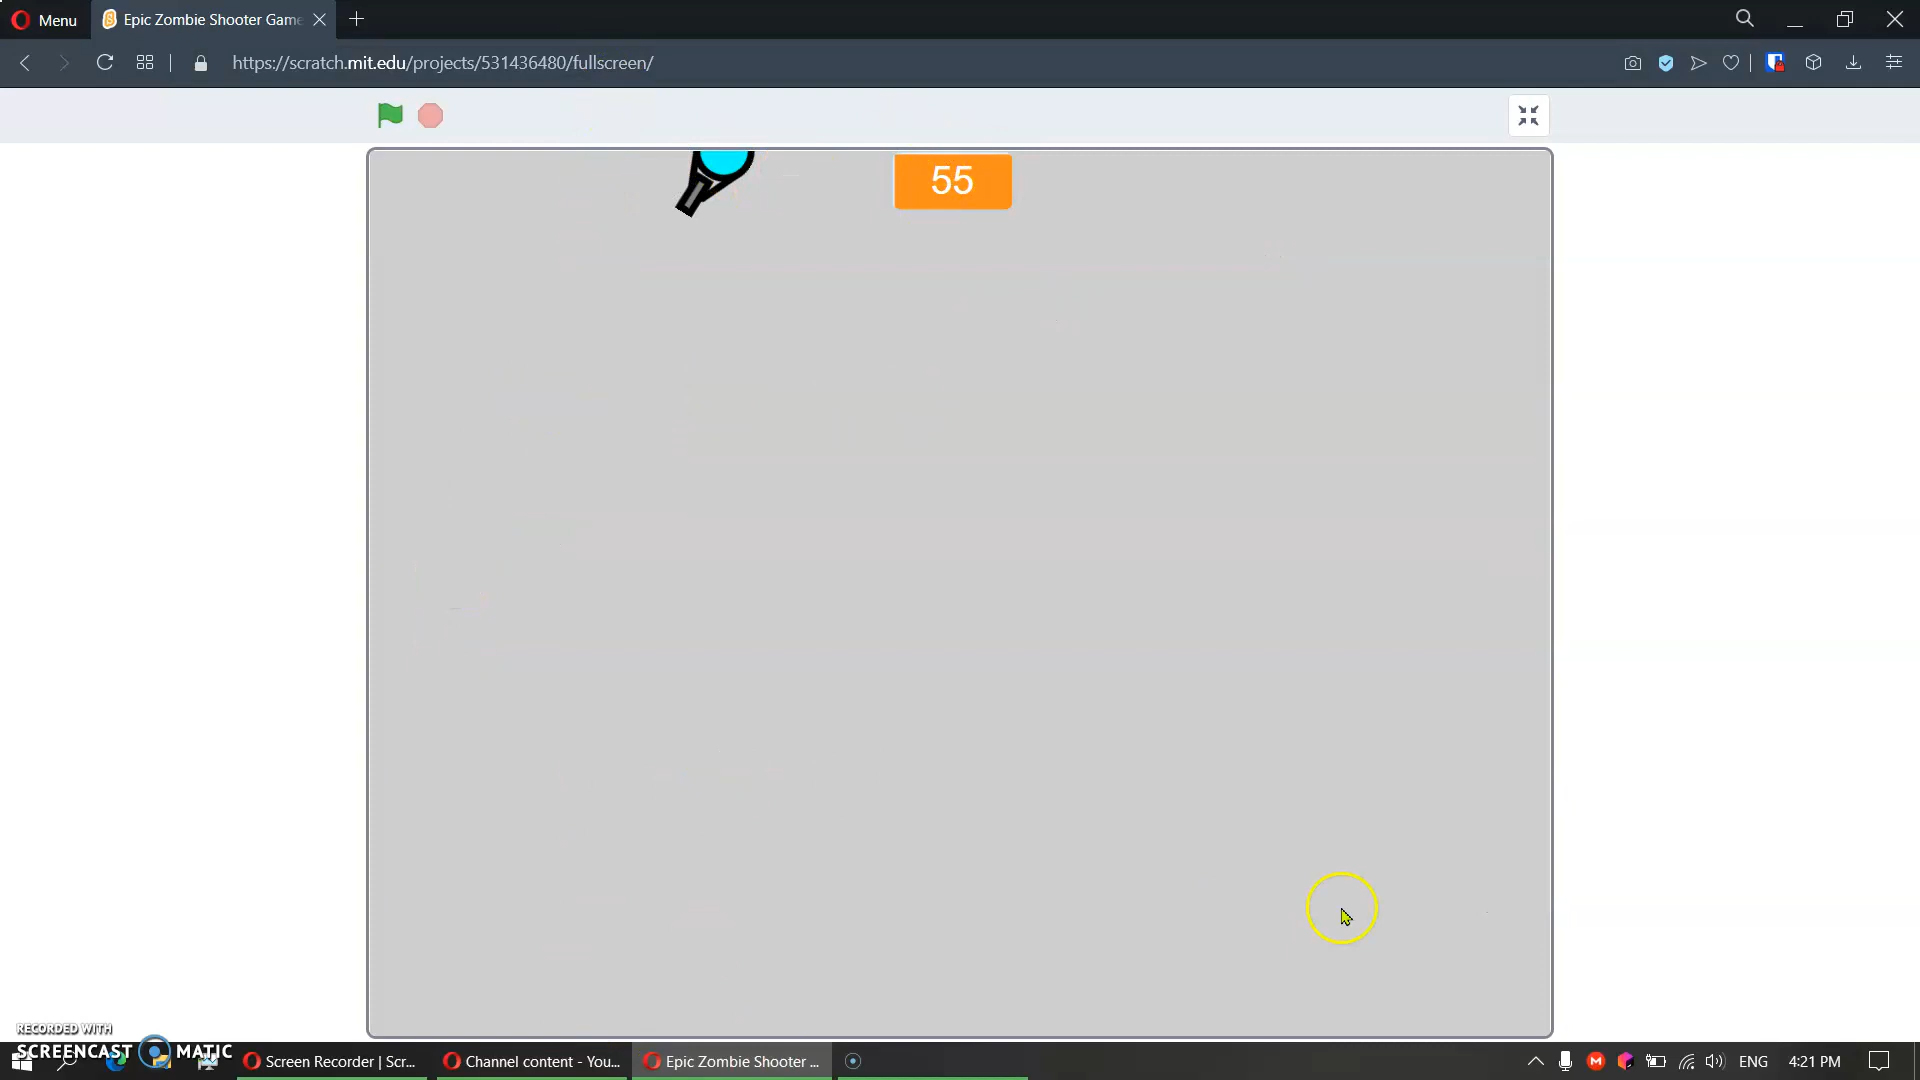 Menu
Epic Zombie Shooter Game
https://scratch.mit.edu/projects/531436480/fullscreen/
55
RECORDED WITH
SCREENCAST MATIC
Screen Recorder | Scr...
Channel content - You...
Epic Zombie Shooter ...
ENG
4:21 PM